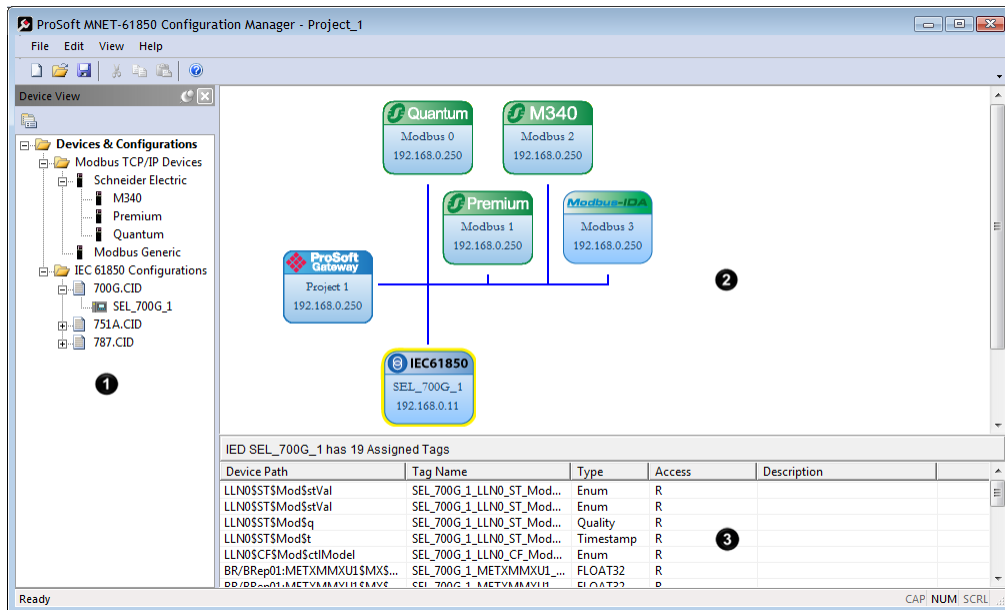 ProSoft MNET-61850 Configuration Manager - Project_1
File Edit View Help
Device View
Devices & Configurations
Modbus TCP/IP Devices
Schneider Electric
M340
Premium
Quantum
Modbus Generic
IEC 61850 Configurations
700G.CID
SEL_700G_1
751A.CID
787.CID
1
Quantum
Modbus 0
192.168.0.250
M340
Modbus 2
192.168.0.250
Premium
Modbus 1
192.168.0.250
Modbus-IDA
Modbus 3
192.168.0.250
ProSoft
Gateway
Project 1
192.168.0.250
2
IEC61850
SEL_700G_1
192.168.0.11
IED SEL_700G_1 has 19 Assigned Tags
Device Path Tag Name Type Access Description
LLN0$ST$Mod$stVal SEL_700G_1_LLN0_ST_Mod... Enum R
LLN0$ST$Mod$stVal SEL_700G_1_LLN0_ST_Mod... Enum R
LLN0$ST$Mod$q SEL_700G_1_LLN0_ST_Mod... Quality R
LLN0$ST$Mod$t SEL_700G_1_LLN0_ST_Mod... Timestamp R
LLN0$CF$Mod$ctlModel SEL_700G_1_LLN0_CF_Mod... Enum R
BR/BRep01:METXMMXU1$MX$... SEL_700G_1_METXMMXU1_... FLOAT32 R
BR/BRep01:METXMMXU1$MX$... SEL_700G_1_METXMMXU1_... FLOAT32 R
3
Ready
CAP NUM SCRL